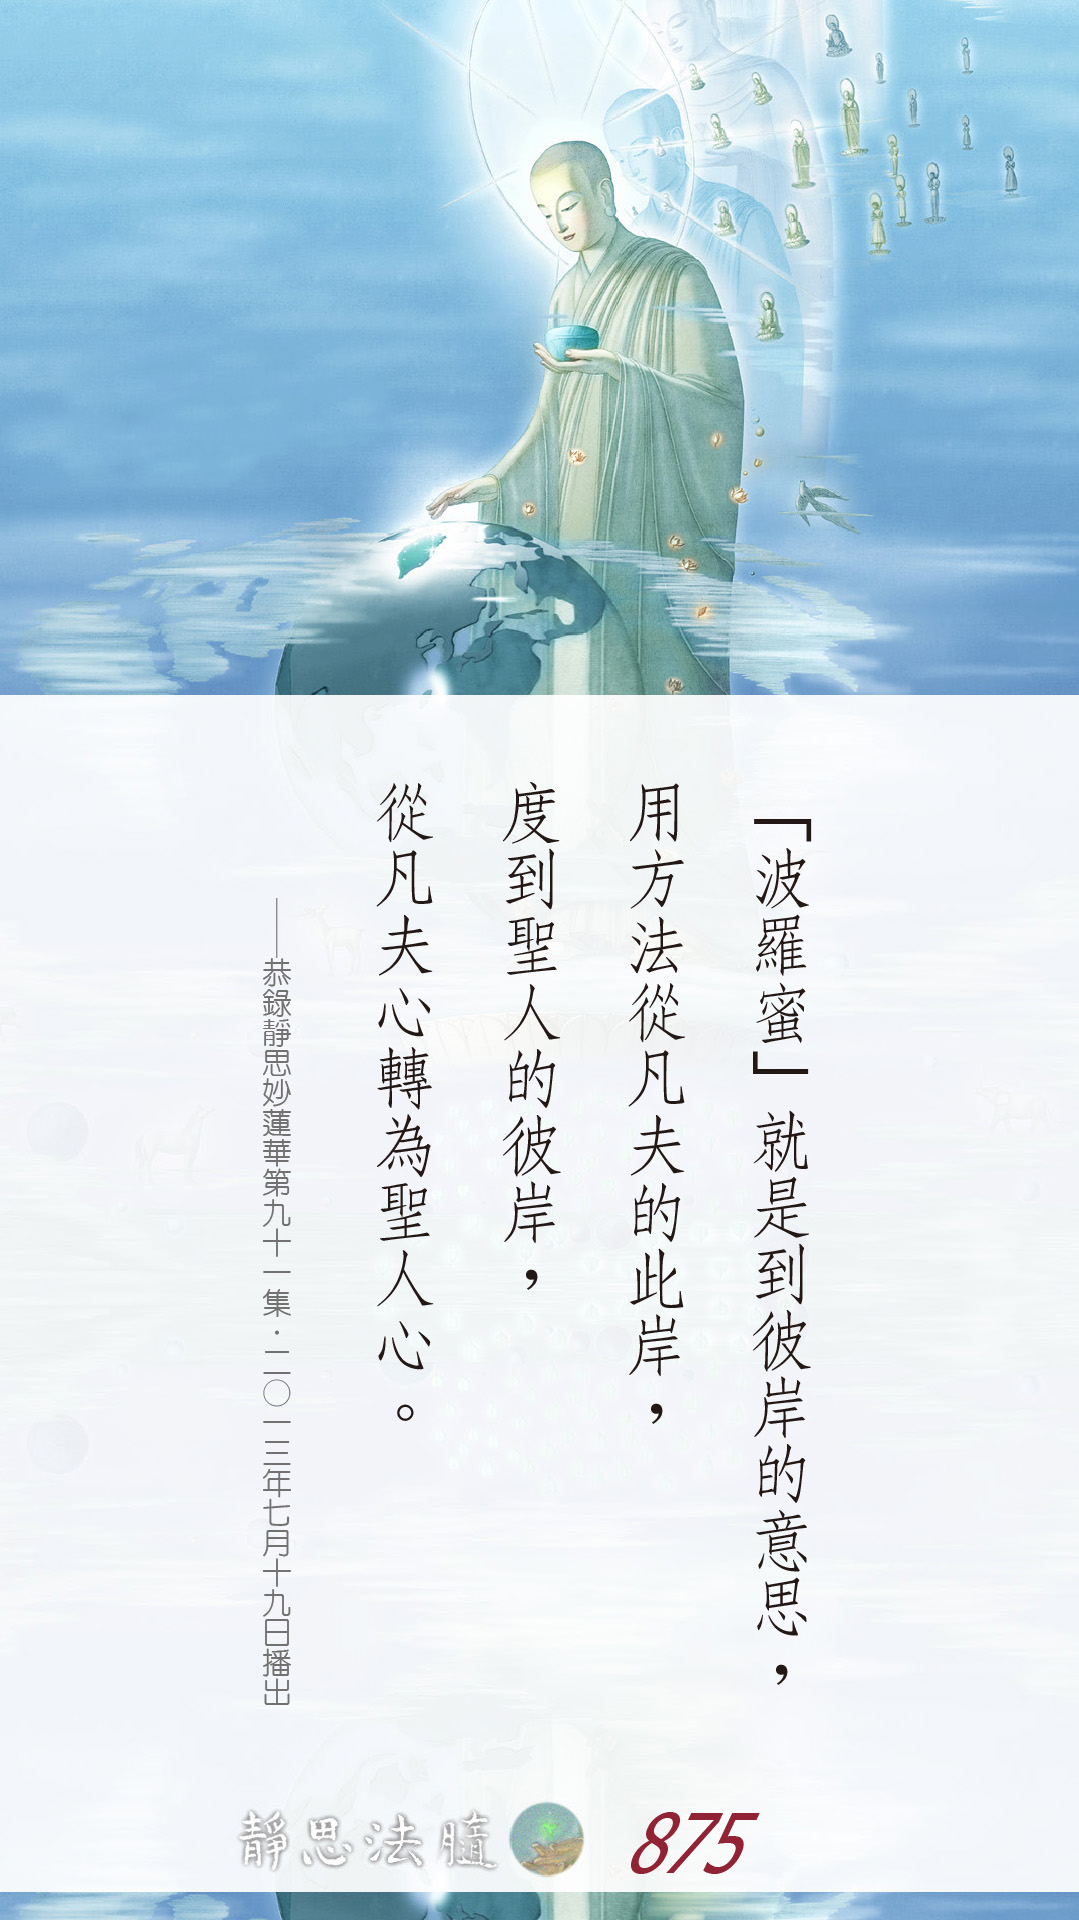 「波羅蜜」就是到彼岸的意思，
用方法從凡夫的此岸，
度到聖人的彼岸，
從凡夫心轉為聖人心。
——恭錄靜思妙蓮華第九十一集．二〇一三年七月十九日播出
靜思法髓
875